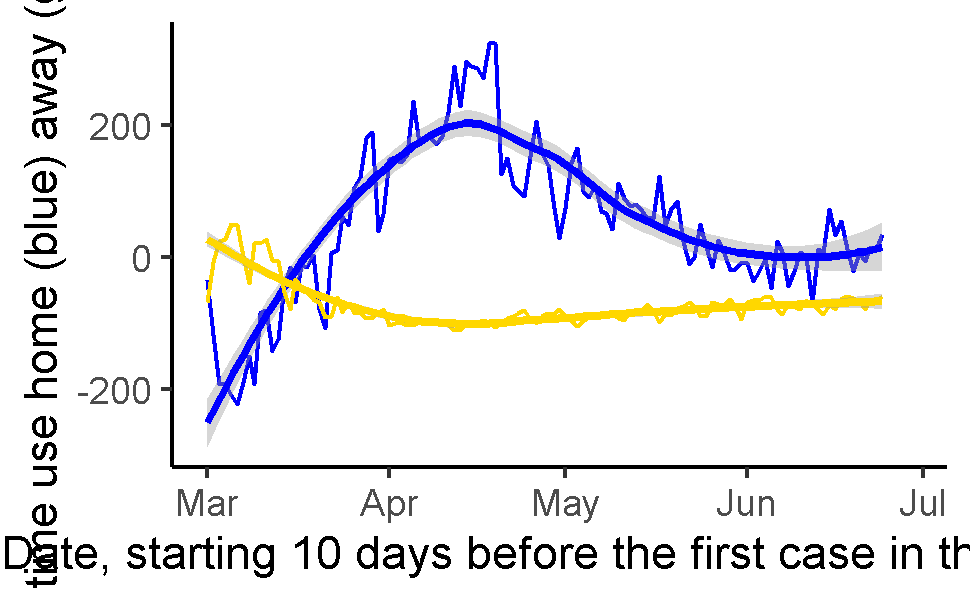 time use home (blue) away (
200
0
-200
Mar Apr May Jun Jul
Date, starting 10 days before the first case in th